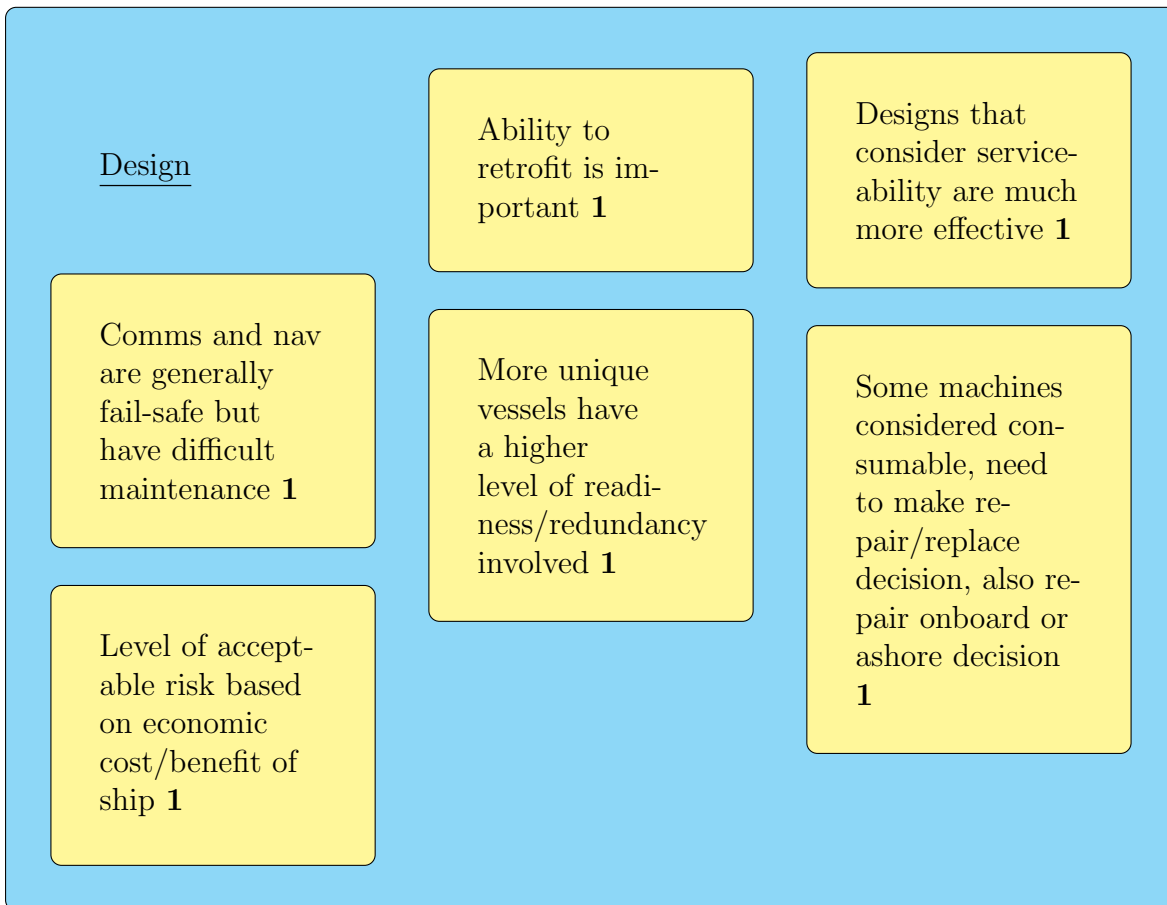 Design
Comms and nav
are generally
fail-safe but
have difficult
maintenance 1
Level of accept-
able risk based
on economic
cost/benefit of
ship 1
Ability to
retrofit is im-
portant 1
More unique
vessels have
a higher
level of readi-
ness/redundancy
involved 1
Designs that
consider service-
ability are much
more effective 1
Some machines
considered con-
sumable, need
to make re-
pair/replace
decision, also re-
pair onboard or
ashore decision
1